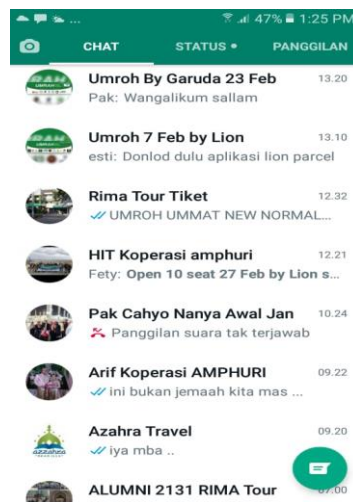 ... 47% 1:25 PM
CHAT STATUS PANGGILAN
Umroh By Garuda 23 Feb 13.20
Pak: Wangalikum sallam
Umroh 7 Feb by Lion 13.10
esti: Donlod dulu aplikasi lion parcel
Rima Tour Tiket 12.32
UMROH UMMAT NEW NORMAL...
HIT Koperasi amphuri 12.21
Fety: Open 10 seat 27 Feb by Lion s...
Pak Cahyo Nanya Awal Jan 10.24
Panggilan suara tak terjawab
Arif Koperasi AMPHURI 09.22
ini bukan jemaah kita mas ...
Azahra Travel 09.20
iya mba ..
azzahra
ALUMNI 2131 RIMA Tour 07.00